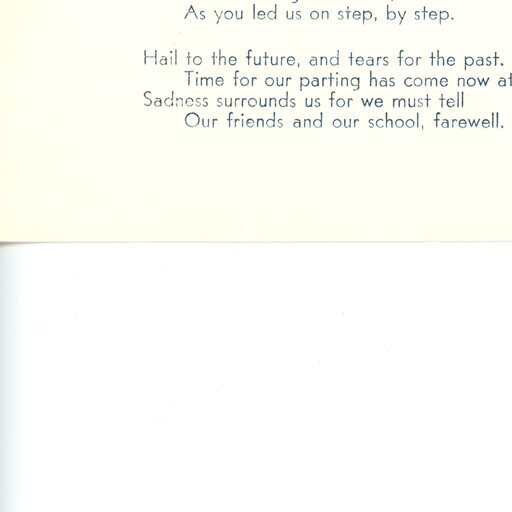 As you led us on step, by step.
Hail to the future, and tears for the past.
Time for our parting has come now at
Sadness surrounds us for we must tell
Our friends and our school, farewell.